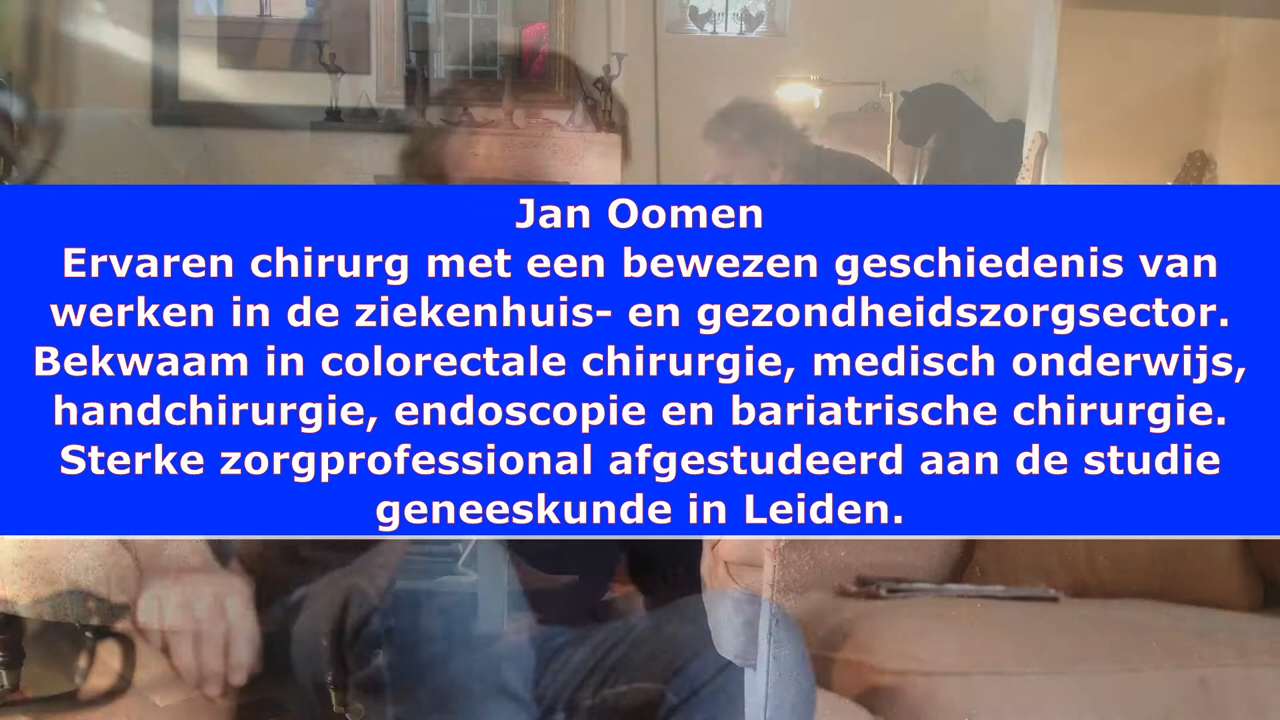 Jan Oomen
Ervaren chirurg met een bewezen geschiedenis van
werken in de ziekenhuis- en gezondheidszorgsector.
Bekwaam in colorectale chirurgie, medisch onderwijs,
handchirurgie, endoscopie en bariatrische chirurgie.
Sterke zorgprofessional afgestudeerd aan de studie
geneeskunde in Leiden.